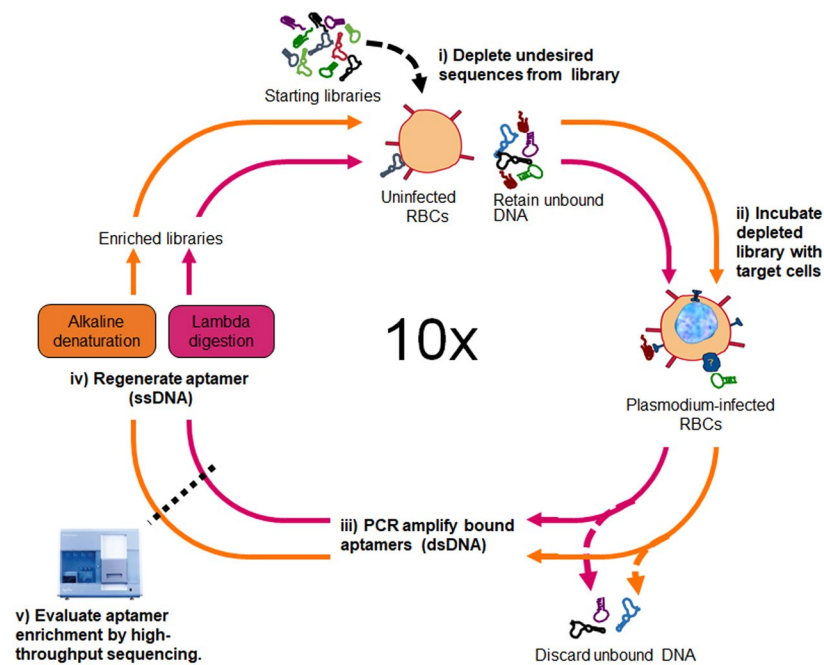 i) Deplete undesired
sequences from library
Starting libraries
Uninfected
RBCs
Retain unbound
DNA
ii) Incubate
depleted
library with
target cells
Enriched libraries
Alkaline
denaturation
Lambda
digestion
10x
iv) Regenerate aptamer
(ssDNA)
?
Plasmodium-infected
RBCs
iii) PCR amplify bound
aptamers (dsDNA)
v) Evaluate aptamer
enrichment by high-
throughput sequencing.
Discard unbound DNA